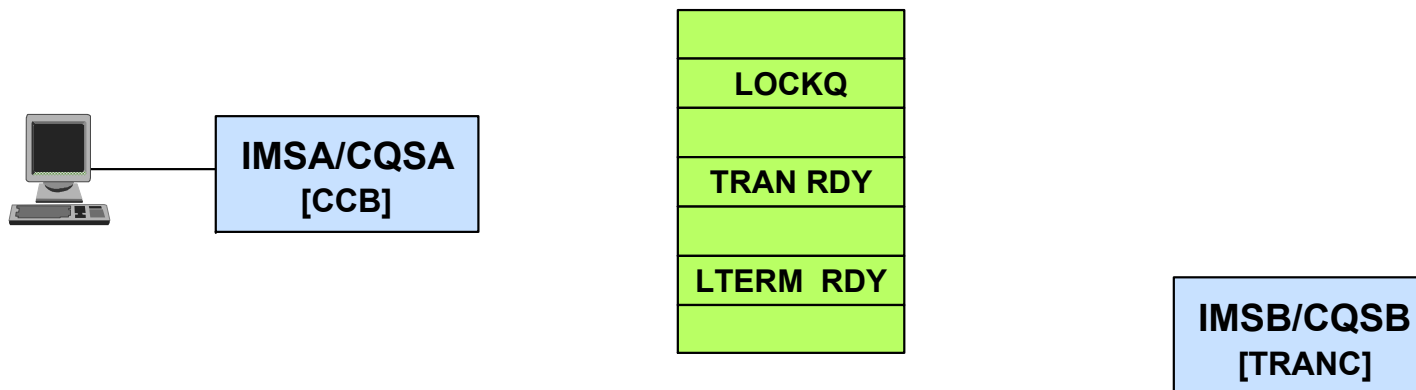 LOCKQ
IMSA/CQSA
[CCB]
TRAN RDY
LTERM RDY
IMSB/CQSB
[TRANC]